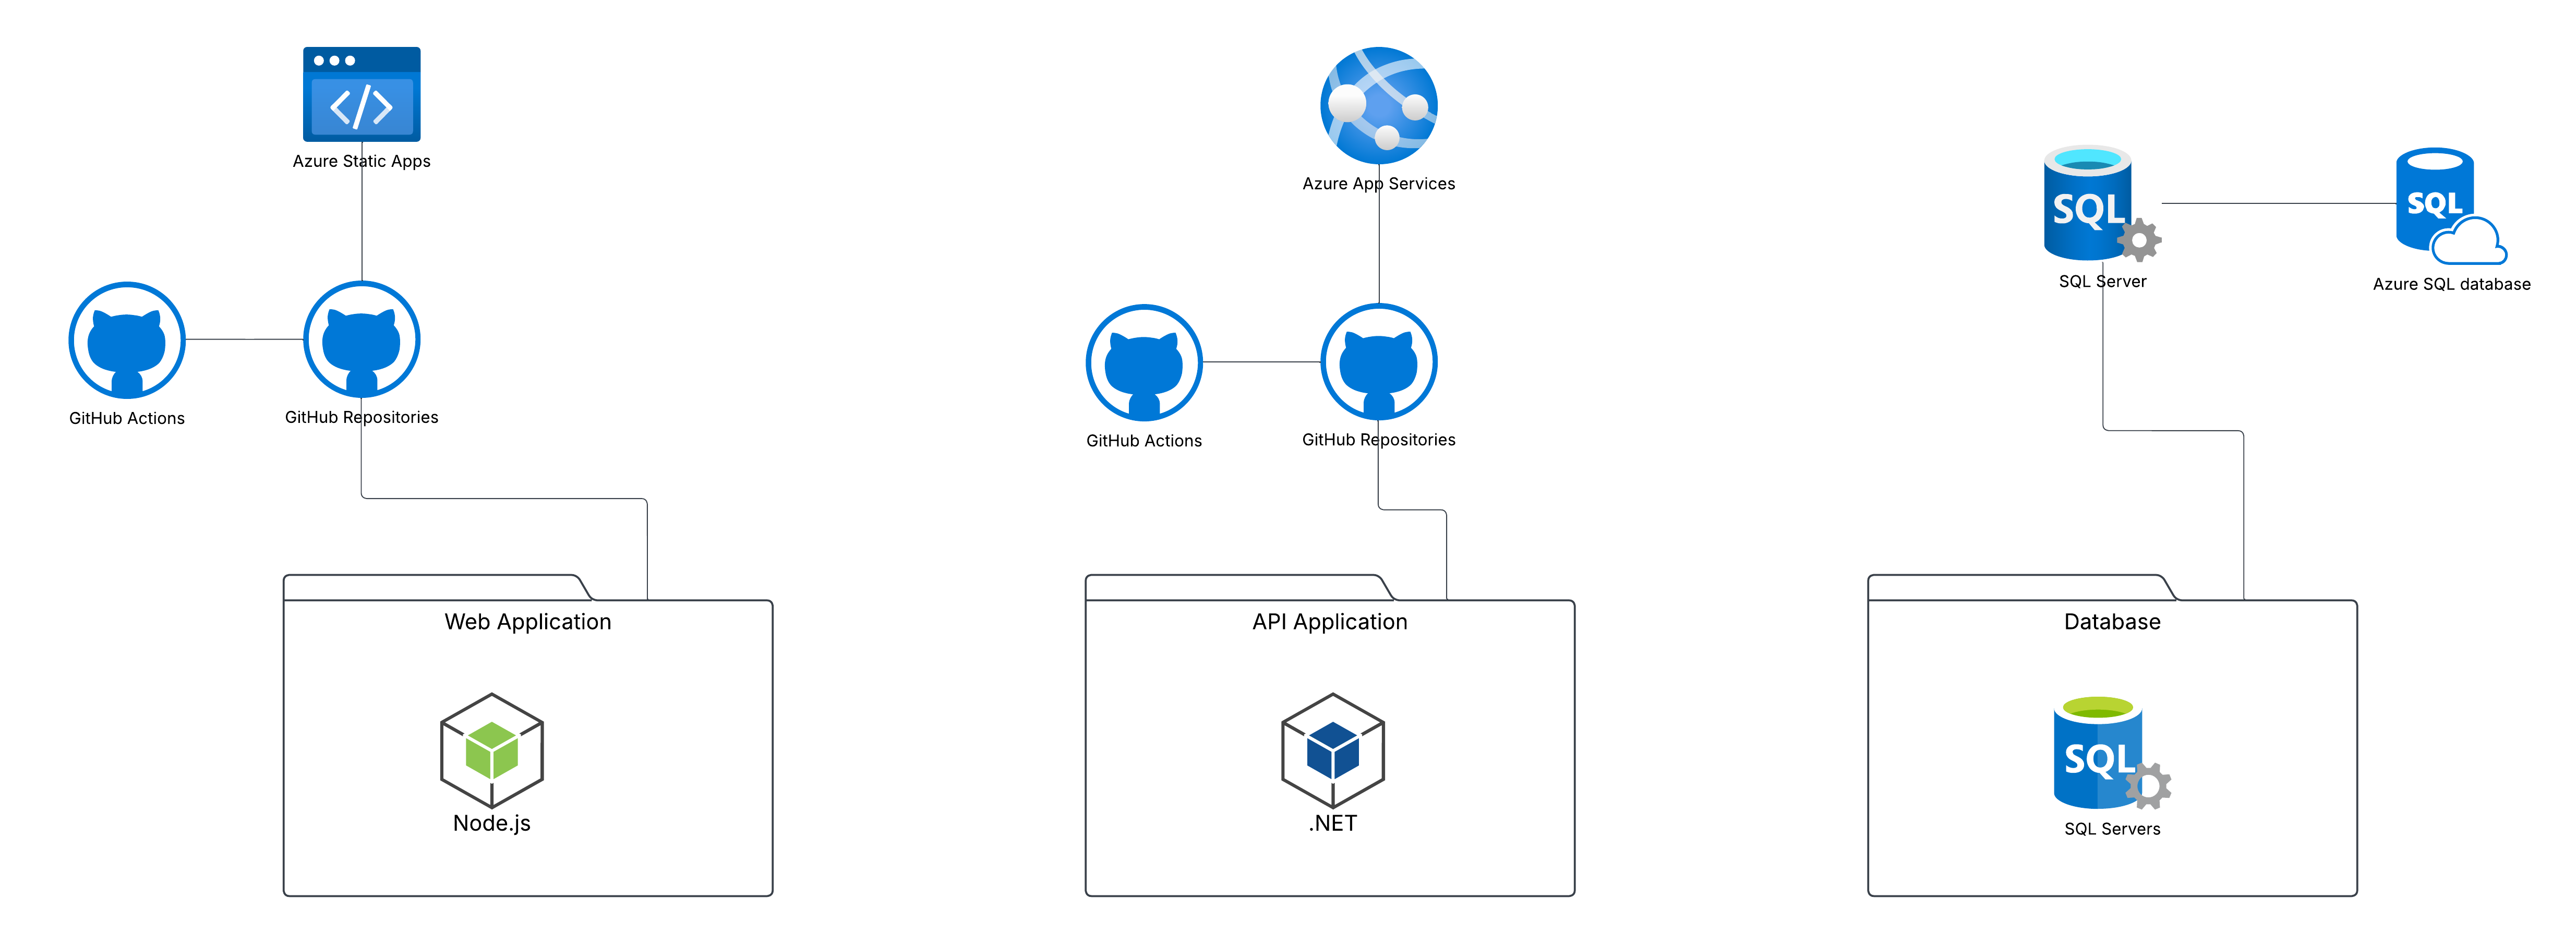 Azure Static Apps
GitHub Actions
GitHub Repositories
Web Application
Node.js
Azure App Services
GitHub Actions
GitHub Repositories
API Application
.NET
SQL
SQL Server
SQL
Azure SQL database
Database
SQL
SQL Servers